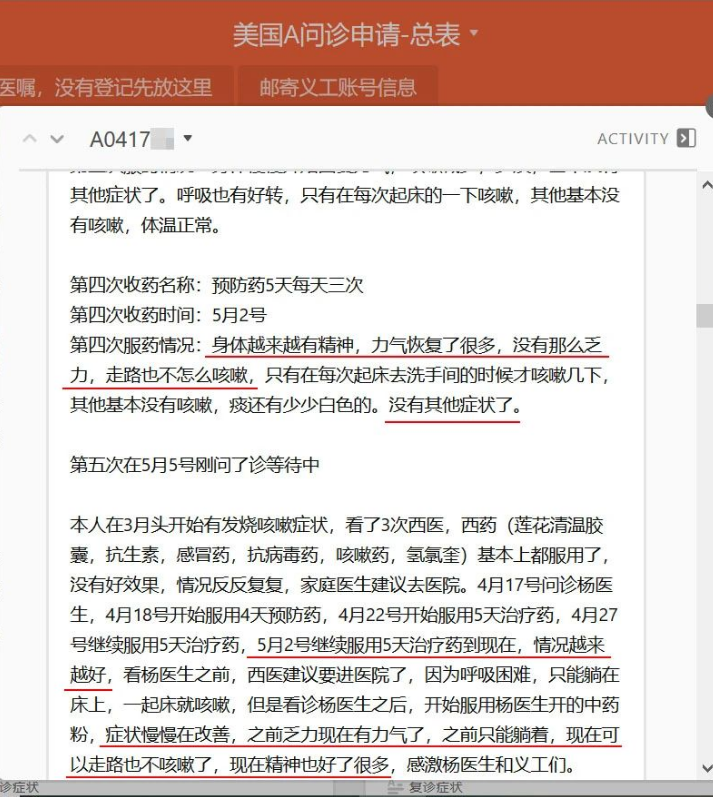 美国A问诊申请-总表
医嘱，没有登记先放这里
邮寄义工账号信息
A0417
ACTIVITY
其他症状了。呼吸也有好转，只有在每次起床的一下咳嗽，其他基本没
有咳嗽，体温正常。
第四次收药名称：预防药5天每天三次
第四次收药时间：5月2号
第四次服药情况：身体越来越有精神，力气恢复了很多，没有那么乏
力，走路也不怎么咳嗽，只有在每次起床去洗手间的时候才咳嗽几下，
其他基本没有咳嗽，痰还有少少白色的。没有其他症状了。
第五次在5月5号刚问了诊等待中
本人在3月头开始有发烧咳嗽症状，看了3次西医，西药（莲花清温胶
囊，抗生素，感冒药，抗病毒药，咳嗽药，氢氯奎）基本上都服用了，
没有好效果，情况反反复复，家庭医生建议去医院。4月17号问诊杨医
生，4月18号开始服用4天预防药，4月22号开始服用5天治疗药，4月27
号继续服用5天治疗药，5月2号继续服用5天治疗药到现在，情况越来
越好，看杨医生之前，西医建议要进医院了，因为呼吸困难，只能躺在
床上，一起床就咳嗽，但是看诊杨医生之后，开始服用杨医生开的中药
粉，症状慢慢在改善，之前乏力现在有力气了，之前只能躺着，现在可
以走路也不咳嗽了，现在精神也好了很多，感激杨医生和义工们。
诊症状
复诊症状